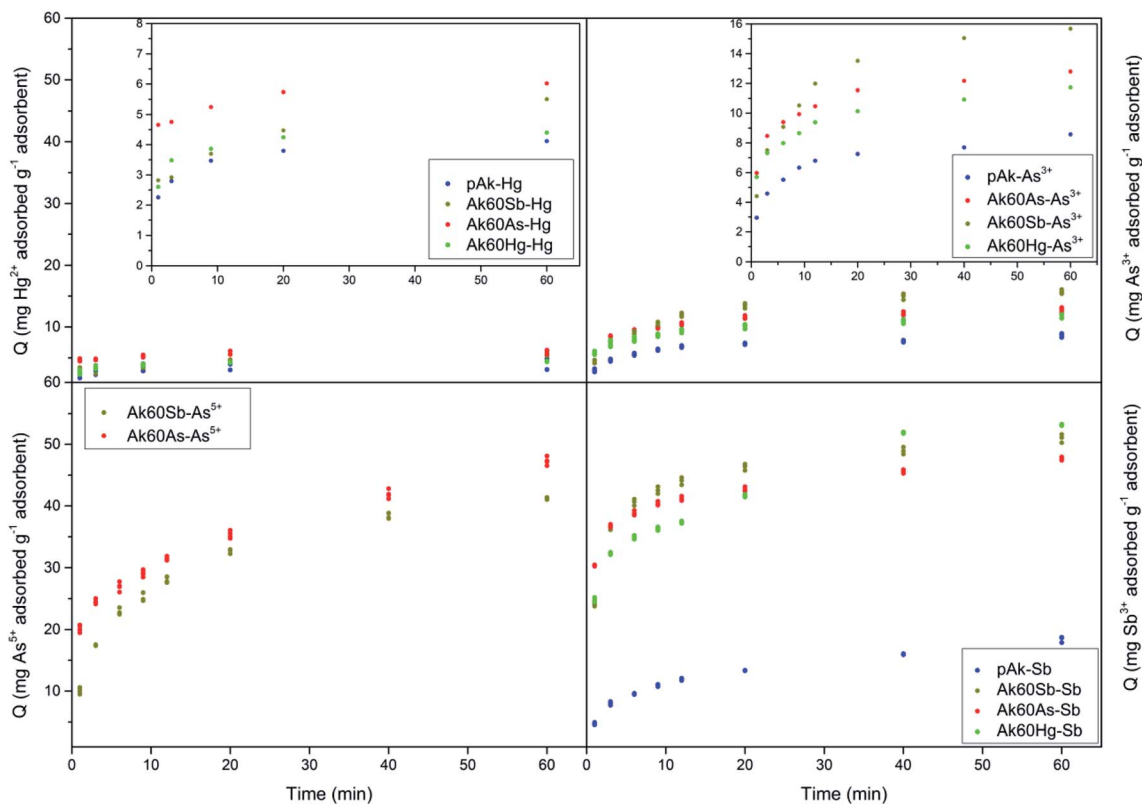 Q (mg Hg²⁺ adsorbed g⁻¹ adsorbent)
60
50
40
30
20
10
8
7
6
5
4
3
2
1
0
0 10 20 30 40 50 60
pAk-Hg
Ak60Sb-Hg
Ak60As-Hg
Ak60Hg-Hg
16
14
12
10
8
6
4
2
0
0 10 20 30 40 50 60
pAk-As³⁺
Ak60As-As³⁺
Ak60Sb-As³⁺
Ak60Hg-As³⁺
Q (mg As³⁺ adsorbed g⁻¹ adsorbent)
Q (mg As⁵⁺ adsorbed g⁻¹ adsorbent)
60
50
40
30
20
10
Ak60Sb-As⁵⁺
Ak60As-As⁵⁺
0 10 20 30 40 50 60
Time (min)
pAk-Sb
Ak60Sb-Sb
Ak60As-Sb
Ak60Hg-Sb
0 10 20 30 40 50 60
Time (min)
Q (mg Sb³⁺ adsorbed g⁻¹ adsorbent)